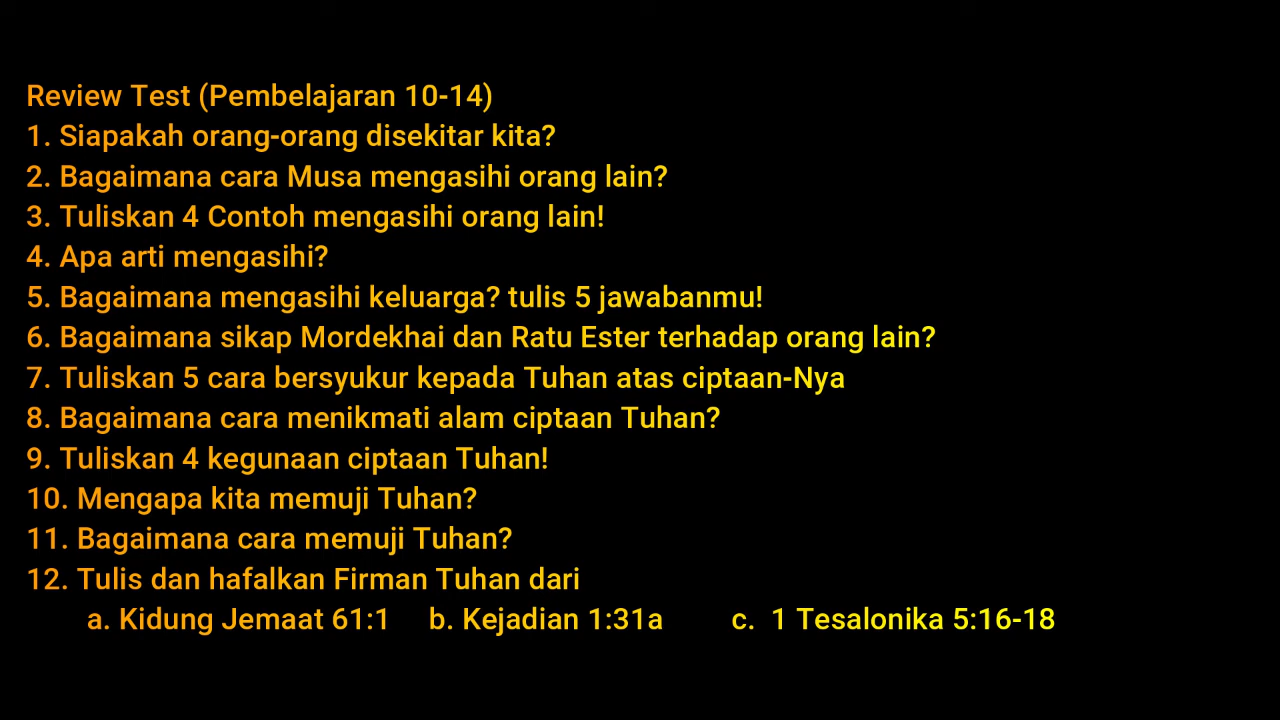 Review Test (Pembelajaran 10-14)
1. Siapakah orang-orang disekitar kita?
2. Bagaimana cara Musa mengasihi orang lain?
3. Tuliskan 4 Contoh mengasihi orang lain!
4. Apa arti mengasihi?
5. Bagaimana mengasihi keluarga? tulis 5 jawabanmu!
6. Bagaimana sikap Mordekhai dan Ratu Ester terhadap orang lain?
7. Tuliskan 5 cara bersyukur kepada Tuhan atas ciptaan-Nya
8. Bagaimana cara menikmati alam ciptaan Tuhan?
9. Tuliskan 4 kegunaan ciptaan Tuhan!
10. Mengapa kita memuji Tuhan?
11. Bagaimana cara memuji Tuhan?
12. Tulis dan hafalkan Firman Tuhan dari
a. Kidung Jemaat 61:1 b. Kejadian 1:31a c. 1 Tesalonika 5:16-18